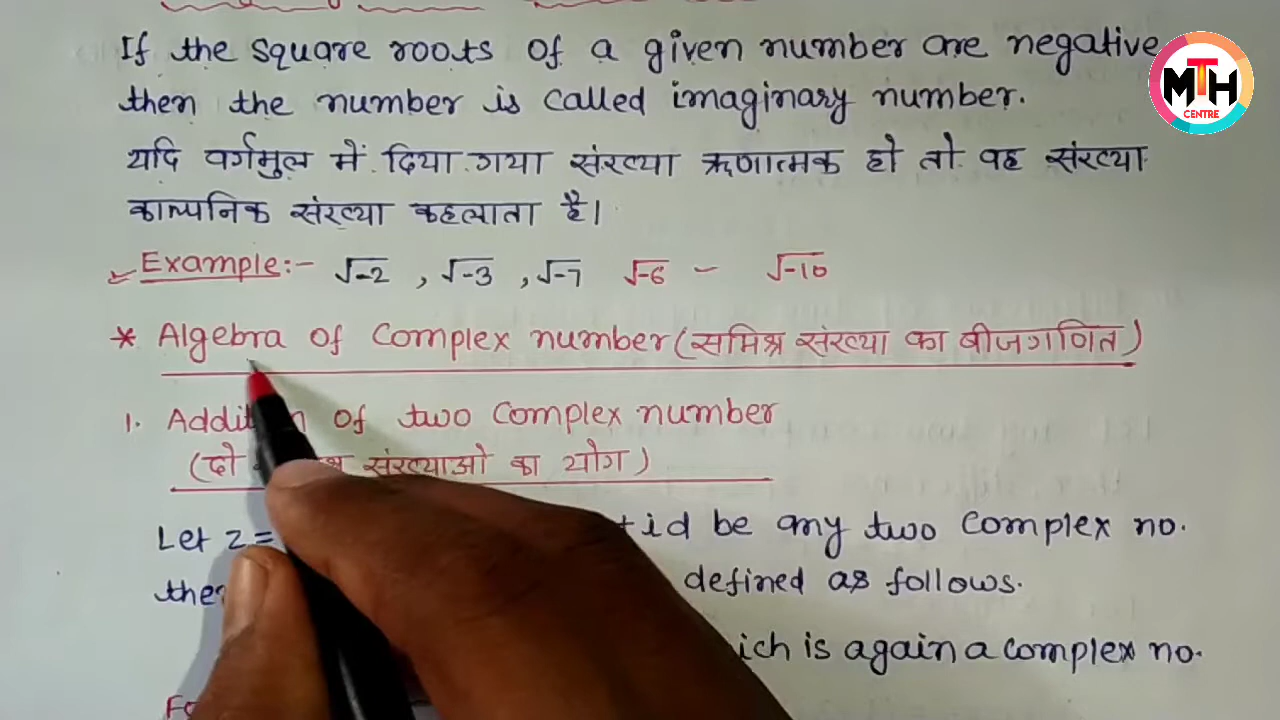 If the square roots of a given number are negative
then the number is called imaginary number.
यदि वर्गमुल में दिया गया संख्या ऋणात्मक हो तो वह संख्या
काल्पनिक संख्या कहलाता है।
Example:- √-2 , √-3 , √-7 √-6 - √-10
* Algebra of Complex number (समिश्र संख्या का बीजगणित)
1. Addition of two Complex number
(दो संख्याओ का योग)
Let z= +id be any two Complex no.
defined as follows.
is again a complex no.
MTH
CENTRE